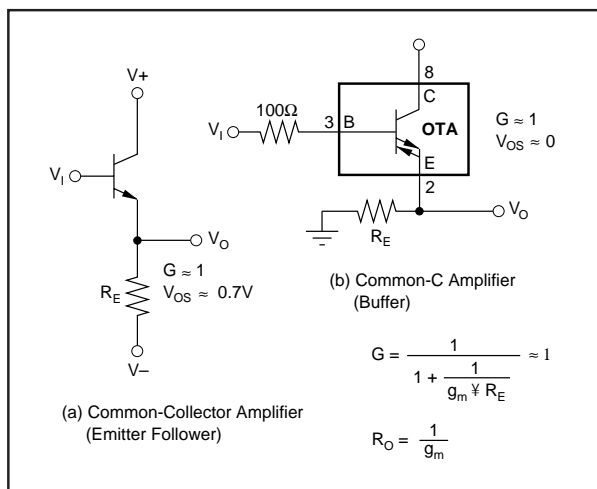 V+
V_I
V_O
G ≈ 1
V_OS ≈ 0.7V
R_E
V–
(a) Common-Collector Amplifier
(Emitter Follower)
8
C
100Ω
V_I
3
B
OTA
G ≈ 1
V_OS ≈ 0
E
2
V_O
R_E
(b) Common-C Amplifier
(Buffer)
G = 1 / (1 + 1 / (g_m ¥ R_E)) ≈ 1
R_O = 1 / g_m